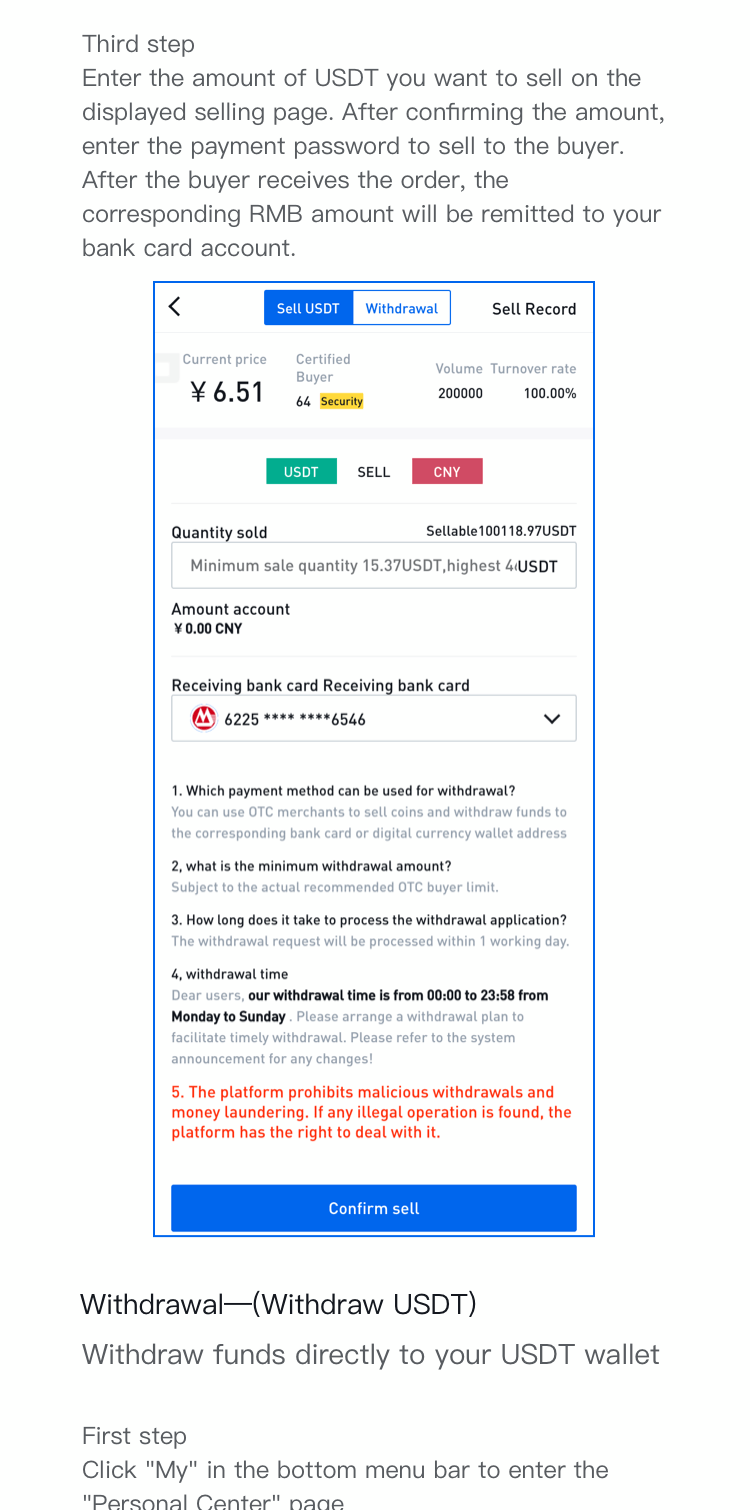 Third step
Enter the amount of USDT you want to sell on the
displayed selling page. After confirming the amount,
enter the payment password to sell to the buyer.
After the buyer receives the order, the
corresponding RMB amount will be remitted to your
bank card account.
Sell USDT Withdrawal Sell Record
Current price
¥ 6.51
Certified
Buyer
64 Security
Volume Turnover rate
200000 100.00%
USDT SELL CNY
Quantity sold Sellable100118.97USDT
Minimum sale quantity 15.37USDT,highest USDT
Amount account
¥0.00 CNY
Receiving bank card Receiving bank card
6225 **** ****6546
1. Which payment method can be used for withdrawal?
You can use OTC merchants to sell coins and withdraw funds to
the corresponding bank card or digital currency wallet address
2, what is the minimum withdrawal amount?
Subject to the actual recommended OTC buyer limit.
3. How long does it take to process the withdrawal application?
The withdrawal request will be processed within 1 working day.
4, withdrawal time
Dear users, our withdrawal time is from 00:00 to 23:58 from
Monday to Sunday . Please arrange a withdrawal plan to
facilitate timely withdrawal. Please refer to the system
announcement for any changes!
5. The platform prohibits malicious withdrawals and
money laundering. If any illegal operation is found, the
platform has the right to deal with it.
Confirm sell
Withdrawal—(Withdraw USDT)
Withdraw funds directly to your USDT wallet
First step
Click "My" in the bottom menu bar to enter the
"Personal Center" page